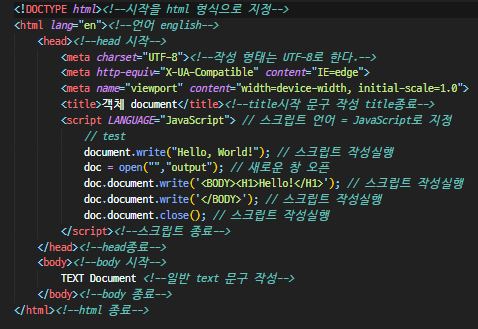 <!DOCTYPE html><!--시작을 html 형식으로 지정-->
<html lang="en"><!--언어 english-->
<head><!--head 시작-->
<meta charset="UTF-8"><!--작성 형태는 UTF-8로 한다.-->
<meta http-equiv="X-UA-Compatible" content="IE=edge">
<meta name="viewport" content="width=device-width, initial-scale=1.0">
<title>객체 document</title><!--title시작 문구 작성 title종료-->
<script LANGUAGE="JavaScript"> // 스크립트 언어 = JavaScript로 지정
// test
document.write("Hello, World!"); // 스크립트 작성실행
doc = open("","output"); // 새로운 창 오픈
doc.document.write('<BODY><H1>Hello!</H1>'); // 스크립트 작성실행
doc.document.write('</BODY>'); // 스크립트 작성실행
doc.document.close(); // 스크립트 작성실행
</script><!--스크립트 종료-->
</head><!--head종료-->
<body><!--body 시작-->
TEXT Document <!--일반 text 문구 작성-->
</body><!--body 종료-->
</html><!--html 종료-->